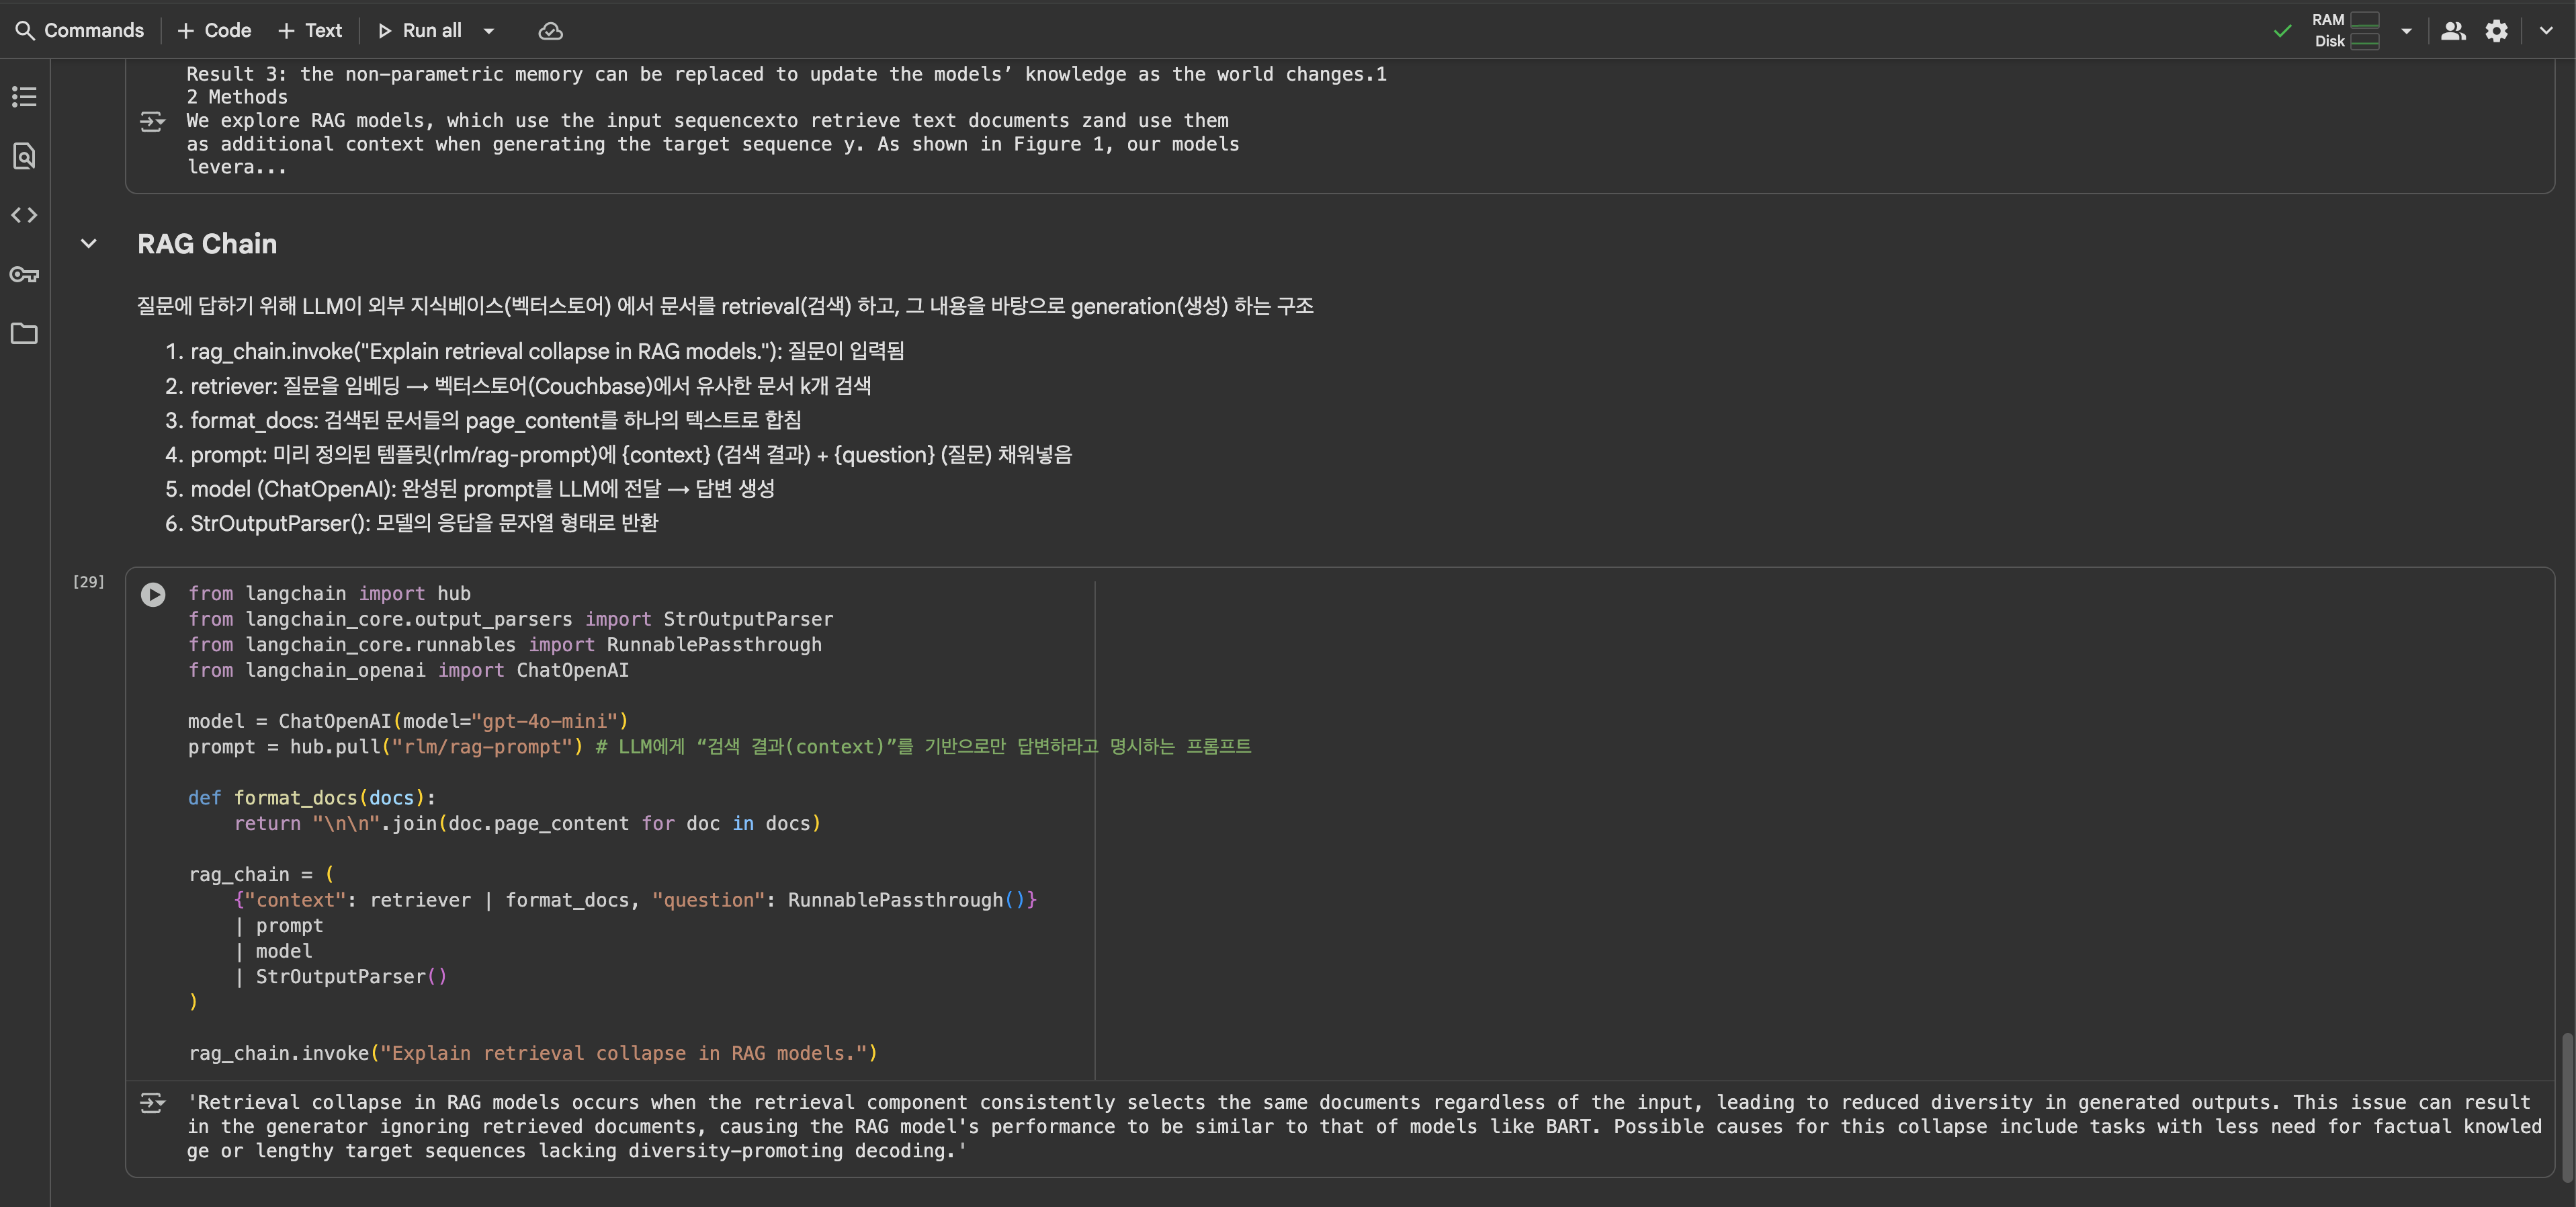 Commands + Code + Text Run all RAM
Disk
Result 3: the non-parametric memory can be replaced to update the models’ knowledge as the world changes.1
2 Methods
We explore RAG models, which use the input sequencexto retrieve text documents zand use them
as additional context when generating the target sequence y. As shown in Figure 1, our models
levera...
RAG Chain
질문에 답하기 위해 LLM이 외부 지식베이스(벡터스토어) 에서 문서를 retrieval(검색) 하고, 그 내용을 바탕으로 generation(생성) 하는 구조
1. rag_chain.invoke("Explain retrieval collapse in RAG models."): 질문이 입력됨
2. retriever: 질문을 임베딩 → 벡터스토어(Couchbase)에서 유사한 문서 k개 검색
3. format_docs: 검색된 문서들의 page_content를 하나의 텍스트로 합침
4. prompt: 미리 정의된 템플릿(rlm/rag-prompt)에 {context} (검색 결과) + {question} (질문) 채워넣음
5. model (ChatOpenAI): 완성된 prompt를 LLM에 전달 → 답변 생성
6. StrOutputParser(): 모델의 응답을 문자열 형태로 반환
[29]
from langchain import hub
from langchain_core.output_parsers import StrOutputParser
from langchain_core.runnables import RunnablePassthrough
from langchain_openai import ChatOpenAI
model = ChatOpenAI(model="gpt-4o-mini")
prompt = hub.pull("rlm/rag-prompt") # LLM에게 “검색 결과(context)”를 기반으로만 답변하라고 명시하는 프롬프트
def format_docs(docs):
    return "\n\n".join(doc.page_content for doc in docs)
rag_chain = (
    {"context": retriever | format_docs, "question": RunnablePassthrough()}
    | prompt
    | model
    | StrOutputParser()
)
rag_chain.invoke("Explain retrieval collapse in RAG models.")
'Retrieval collapse in RAG models occurs when the retrieval component consistently selects the same documents regardless of the input, leading to reduced diversity in generated outputs. This issue can result
in the generator ignoring retrieved documents, causing the RAG model's performance to be similar to that of models like BART. Possible causes for this collapse include tasks with less need for factual knowled
ge or lengthy target sequences lacking diversity-promoting decoding.'